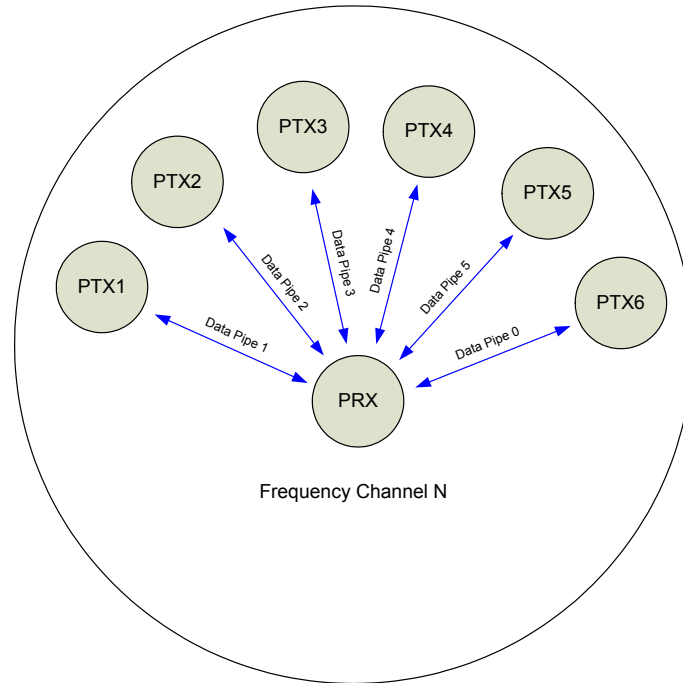 PTX3
PTX4
PTX2
PTX5
PTX1
PTX6
Data Pipe 1
Data Pipe 2
Data Pipe 3
Data Pipe 4
Data Pipe 5
Data Pipe 0
PRX
Frequency Channel N